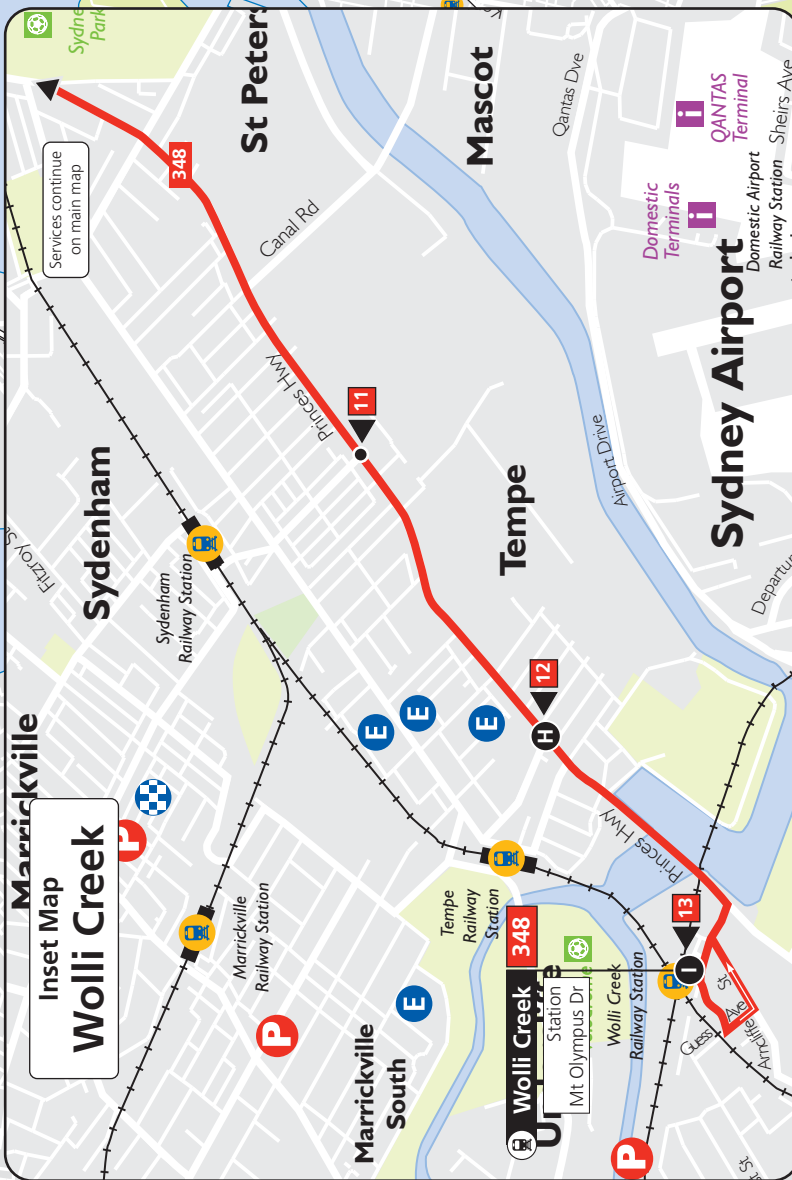 Inset Map
Wolli Creek
Marrickville
P
Marrickville
Railway Station
P
Marrickville
South
E
Sydenham
Sydenham
Railway Station
Fitzroy St
Services continue
on main map
348
St Peters
Canal Rd
Princes Hwy
11
Mascot
Qantas Dve
QANTAS
Terminal
i
Domestic
Terminals
i
Domestic Airport
Railway Station
Sheirs Ave
Sydney Airport
Airport Drive
Tempe
E
E
E
12
H
Princes Hwy
Tempe
Railway
Station
Wolli Creek
348
Station
Mt Olympus Dr
Wolli Creek
Railway Station
13
I
Guess Ave
Arncliffe St
P